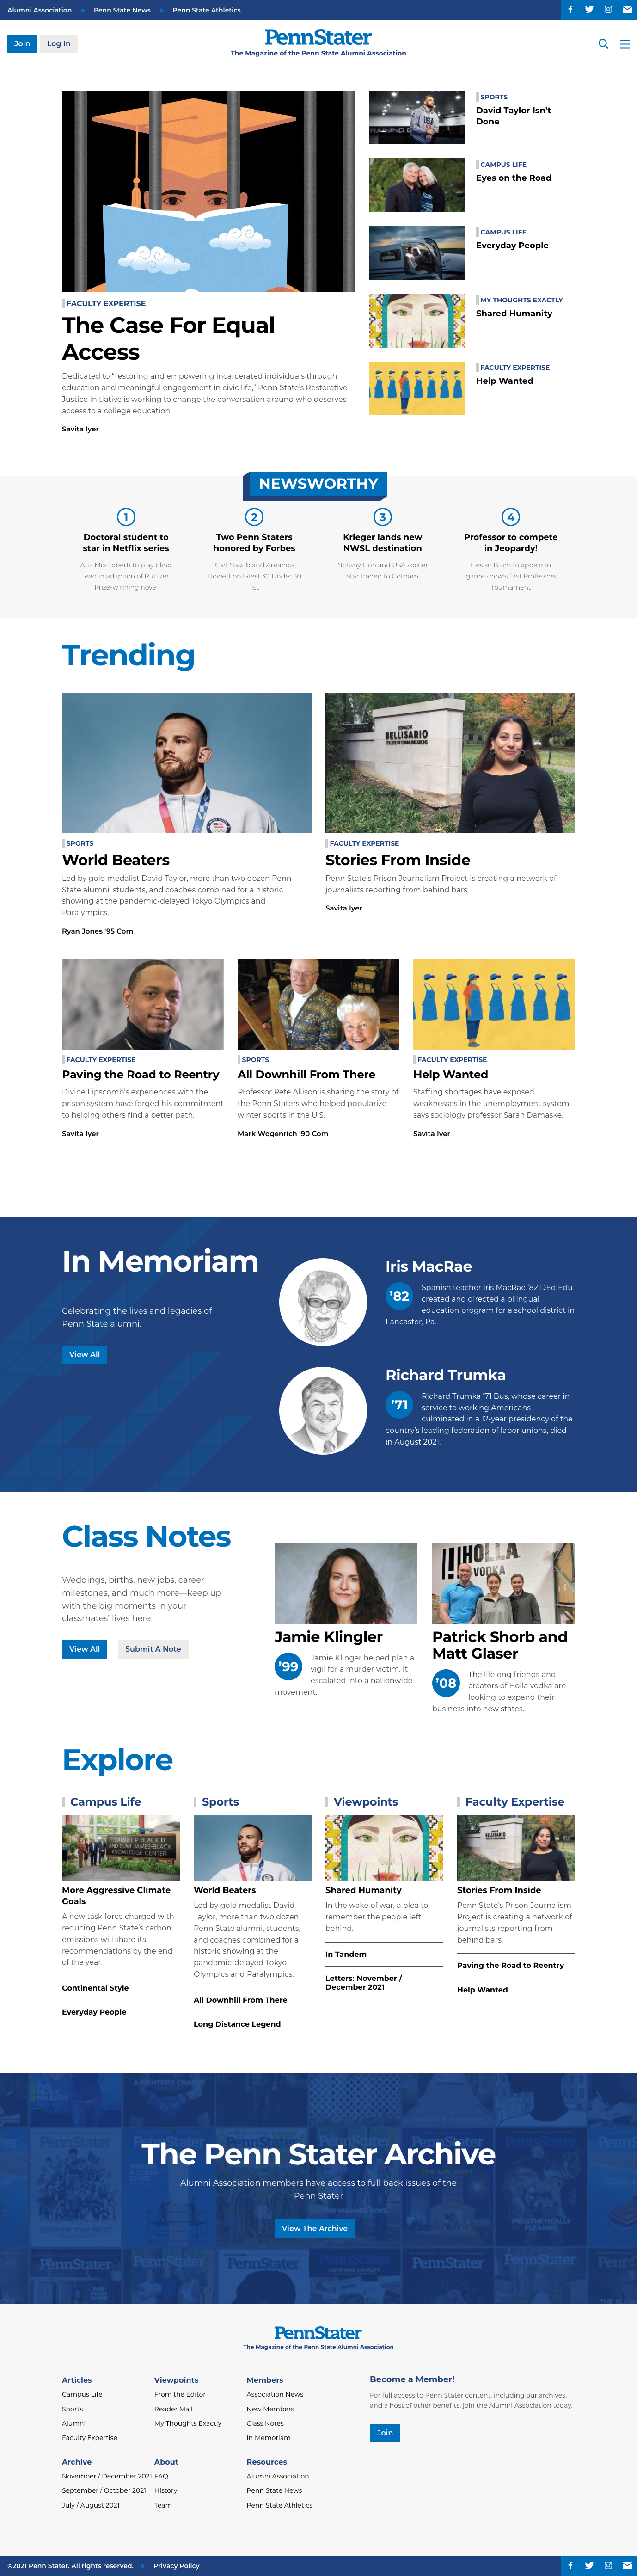 Alumni Association
Penn State News
Penn State Athletics
Join
Log In
PennStater
The Magazine of the Penn State Alumni Association
FACULTY EXPERTISE
The Case For Equal
Access
Dedicated to “restoring and empowering incarcerated individuals through
education and meaningful engagement in civic life,” Penn State’s Restorative
Justice Initiative is working to change the conversation around who deserves
access to a college education.
Savita Iyer
SPORTS
David Taylor Isn’t
Done
CAMPUS LIFE
Eyes on the Road
CAMPUS LIFE
Everyday People
MY THOUGHTS EXACTLY
Shared Humanity
FACULTY EXPERTISE
Help Wanted
NEWSWORTHY
1
Doctoral student to
star in Netflix series
Aria Mia Loberti to play blind
lead in adaption of Pulitzer
Prize-winning novel
2
Two Penn Staters
honored by Forbes
Carl Nassib and Amanda
Howett on latest 30 Under 30
list
3
Krieger lands new
NWSL destination
Nittany Lion and USA soccer
star traded to Gotham
4
Professor to compete
in Jeopardy!
Hester Blum to appear in
game show’s first Professors
Tournament
Trending
SPORTS
World Beaters
Led by gold medalist David Taylor, more than two dozen Penn
State alumni, students, and coaches combined for a historic
showing at the pandemic-delayed Tokyo Olympics and
Paralympics.
Ryan Jones ’95 Com
BELLISARIO
COLLEGE OF COMMUNICATIONS
FACULTY EXPERTISE
Stories From Inside
Penn State’s Prison Journalism Project is creating a network of
journalists reporting from behind bars.
Savita Iyer
FACULTY EXPERTISE
Paving the Road to Reentry
Divine Lipscomb’s experiences with the
prison system have forged his commitment
to helping others find a better path.
Savita Iyer
SPORTS
All Downhill From There
Professor Pete Allison is sharing the story of
the Penn Staters who helped popularize
winter sports in the U.S.
Mark Wogenrich ’90 Com
FACULTY EXPERTISE
Help Wanted
Staffing shortages have exposed
weaknesses in the unemployment system,
says sociology professor Sarah Damaske.
Savita Iyer
In Memoriam
Celebrating the lives and legacies of
Penn State alumni.
View All
Iris MacRae
’82
Spanish teacher Iris MacRae ’82 DEd Edu
created and directed a bilingual
education program for a school district in
Lancaster, Pa.
Richard Trumka
’71
Richard Trumka ’71 Bus, whose career in
service to working Americans
culminated in a 12-year presidency of the
country’s leading federation of labor unions, died
in August 2021.
Class Notes
Weddings, births, new jobs, career
milestones, and much more—keep up
with the big moments in your
classmates’ lives here.
View All
Submit A Note
Jamie Klingler
’99
Jamie Klinger helped plan a
vigil for a murder victim. It
escalated into a nationwide
movement.
HOLLA
VODKA
Patrick Shorb and
Matt Glaser
’08
The lifelong friends and
creators of Holla vodka are
looking to expand their
business into new states.
Explore
Campus Life
SAMUEL P. BLACK III
KNOWLEDGE CENTER
More Aggressive Climate
Goals
A new task force charged with
reducing Penn State’s carbon
emissions will share its
recommendations by the end
of the year.
Continental Style
Everyday People
Sports
World Beaters
Led by gold medalist David
Taylor, more than two dozen
Penn State alumni, students,
and coaches combined for a
historic showing at the
pandemic-delayed Tokyo
Olympics and Paralympics.
All Downhill From There
Long Distance Legend
Viewpoints
Shared Humanity
In the wake of war, a plea to
remember the people left
behind.
In Tandem
Letters: November /
December 2021
Faculty Expertise
BELLISARIO
Stories From Inside
Penn State’s Prison Journalism
Project is creating a network of
journalists reporting from
behind bars.
Paving the Road to Reentry
Help Wanted
The Penn Stater Archive
Alumni Association members have access to full back issues of the
Penn Stater
View The Archive
PennStater
The Magazine of the Penn State Alumni Association
Articles
Campus Life
Sports
Alumni
Faculty Expertise
Viewpoints
From the Editor
Reader Mail
My Thoughts Exactly
Members
Association News
New Members
Class Notes
In Memoriam
Become a Member!
For full access to Penn Stater content, including our archives,
and a host of other benefits, join the Alumni Association today.
Join
Archive
November / December 2021
September / October 2021
July / August 2021
About
FAQ
History
Team
Resources
Alumni Association
Penn State News
Penn State Athletics
©2021 Penn Stater. All rights reserved.
Privacy Policy